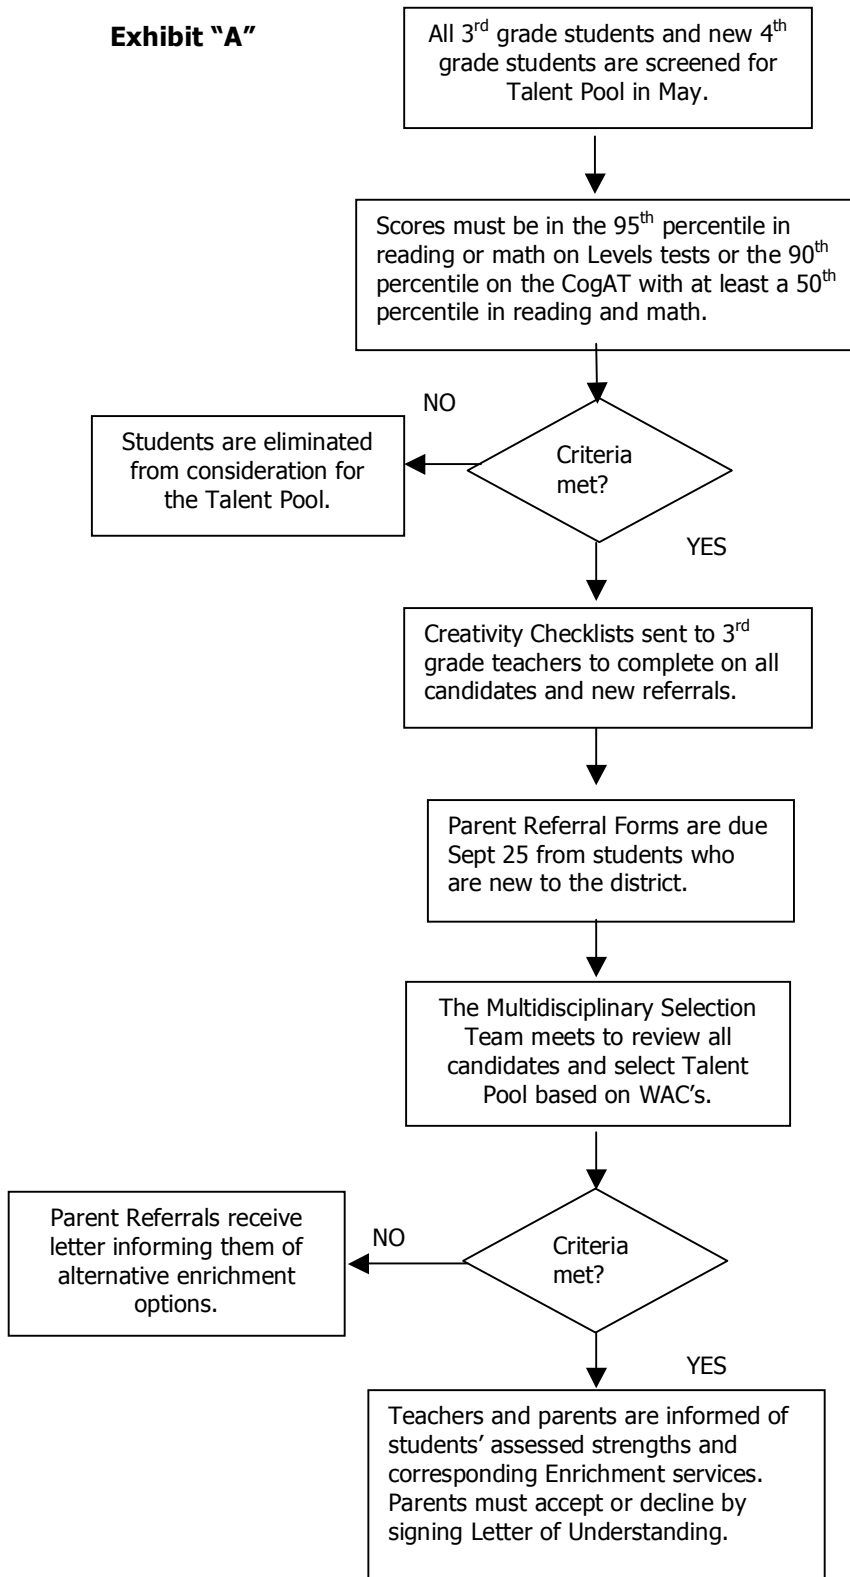 Exhibit “A”
All 3rd grade students and new 4th
grade students are screened for
Talent Pool in May.
Scores must be in the 95th percentile in
reading or math on Levels tests or the 90th
percentile on the CogAT with at least a 50th
percentile in reading and math.
NO
Students are eliminated
from consideration for
the Talent Pool.
Criteria
met?
YES
Creativity Checklists sent to 3rd
grade teachers to complete on all
candidates and new referrals.
Parent Referral Forms are due
Sept 25 from students who
are new to the district.
The Multidisciplinary Selection
Team meets to review all
candidates and select Talent
Pool based on WAC’s.
Parent Referrals receive
letter informing them of
alternative enrichment
options.
NO
Criteria
met?
YES
Teachers and parents are informed of
students’ assessed strengths and
corresponding Enrichment services.
Parents must accept or decline by
signing Letter of Understanding.